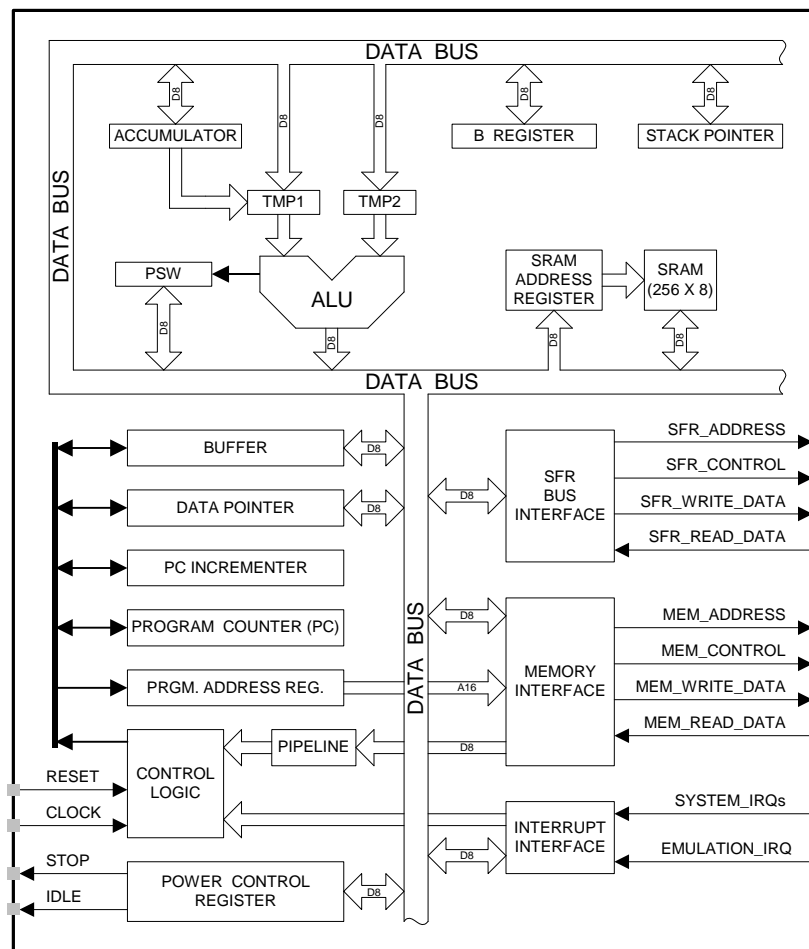 DATA BUS
D8
D8
D8
D8
D8
ACCUMULATOR
B REGISTER
STACK POINTER
DATA BUS
TMP1
TMP2
PSW
ALU
SRAM
ADDRESS
REGISTER
SRAM
(256 X 8)
D8
D8
D8
D8
DATA BUS
BUFFER
D8
SFR_ADDRESS
SFR
BUS
INTERFACE
SFR_CONTROL
D8
DATA POINTER
D8
SFR_WRITE_DATA
SFR_READ_DATA
PC INCREMENTER
DATA BUS
D8
PROGRAM COUNTER (PC)
MEM_ADDRESS
MEMORY
INTERFACE
MEM_CONTROL
PRGM. ADDRESS REG.
A16
MEM_WRITE_DATA
MEM_READ_DATA
PIPELINE
D8
CONTROL
LOGIC
RESET
CLOCK
SYSTEM_IRQs
INTERRUPT
INTERFACE
EMULATION_IRQ
D8
STOP
IDLE
POWER CONTROL
REGISTER
D8